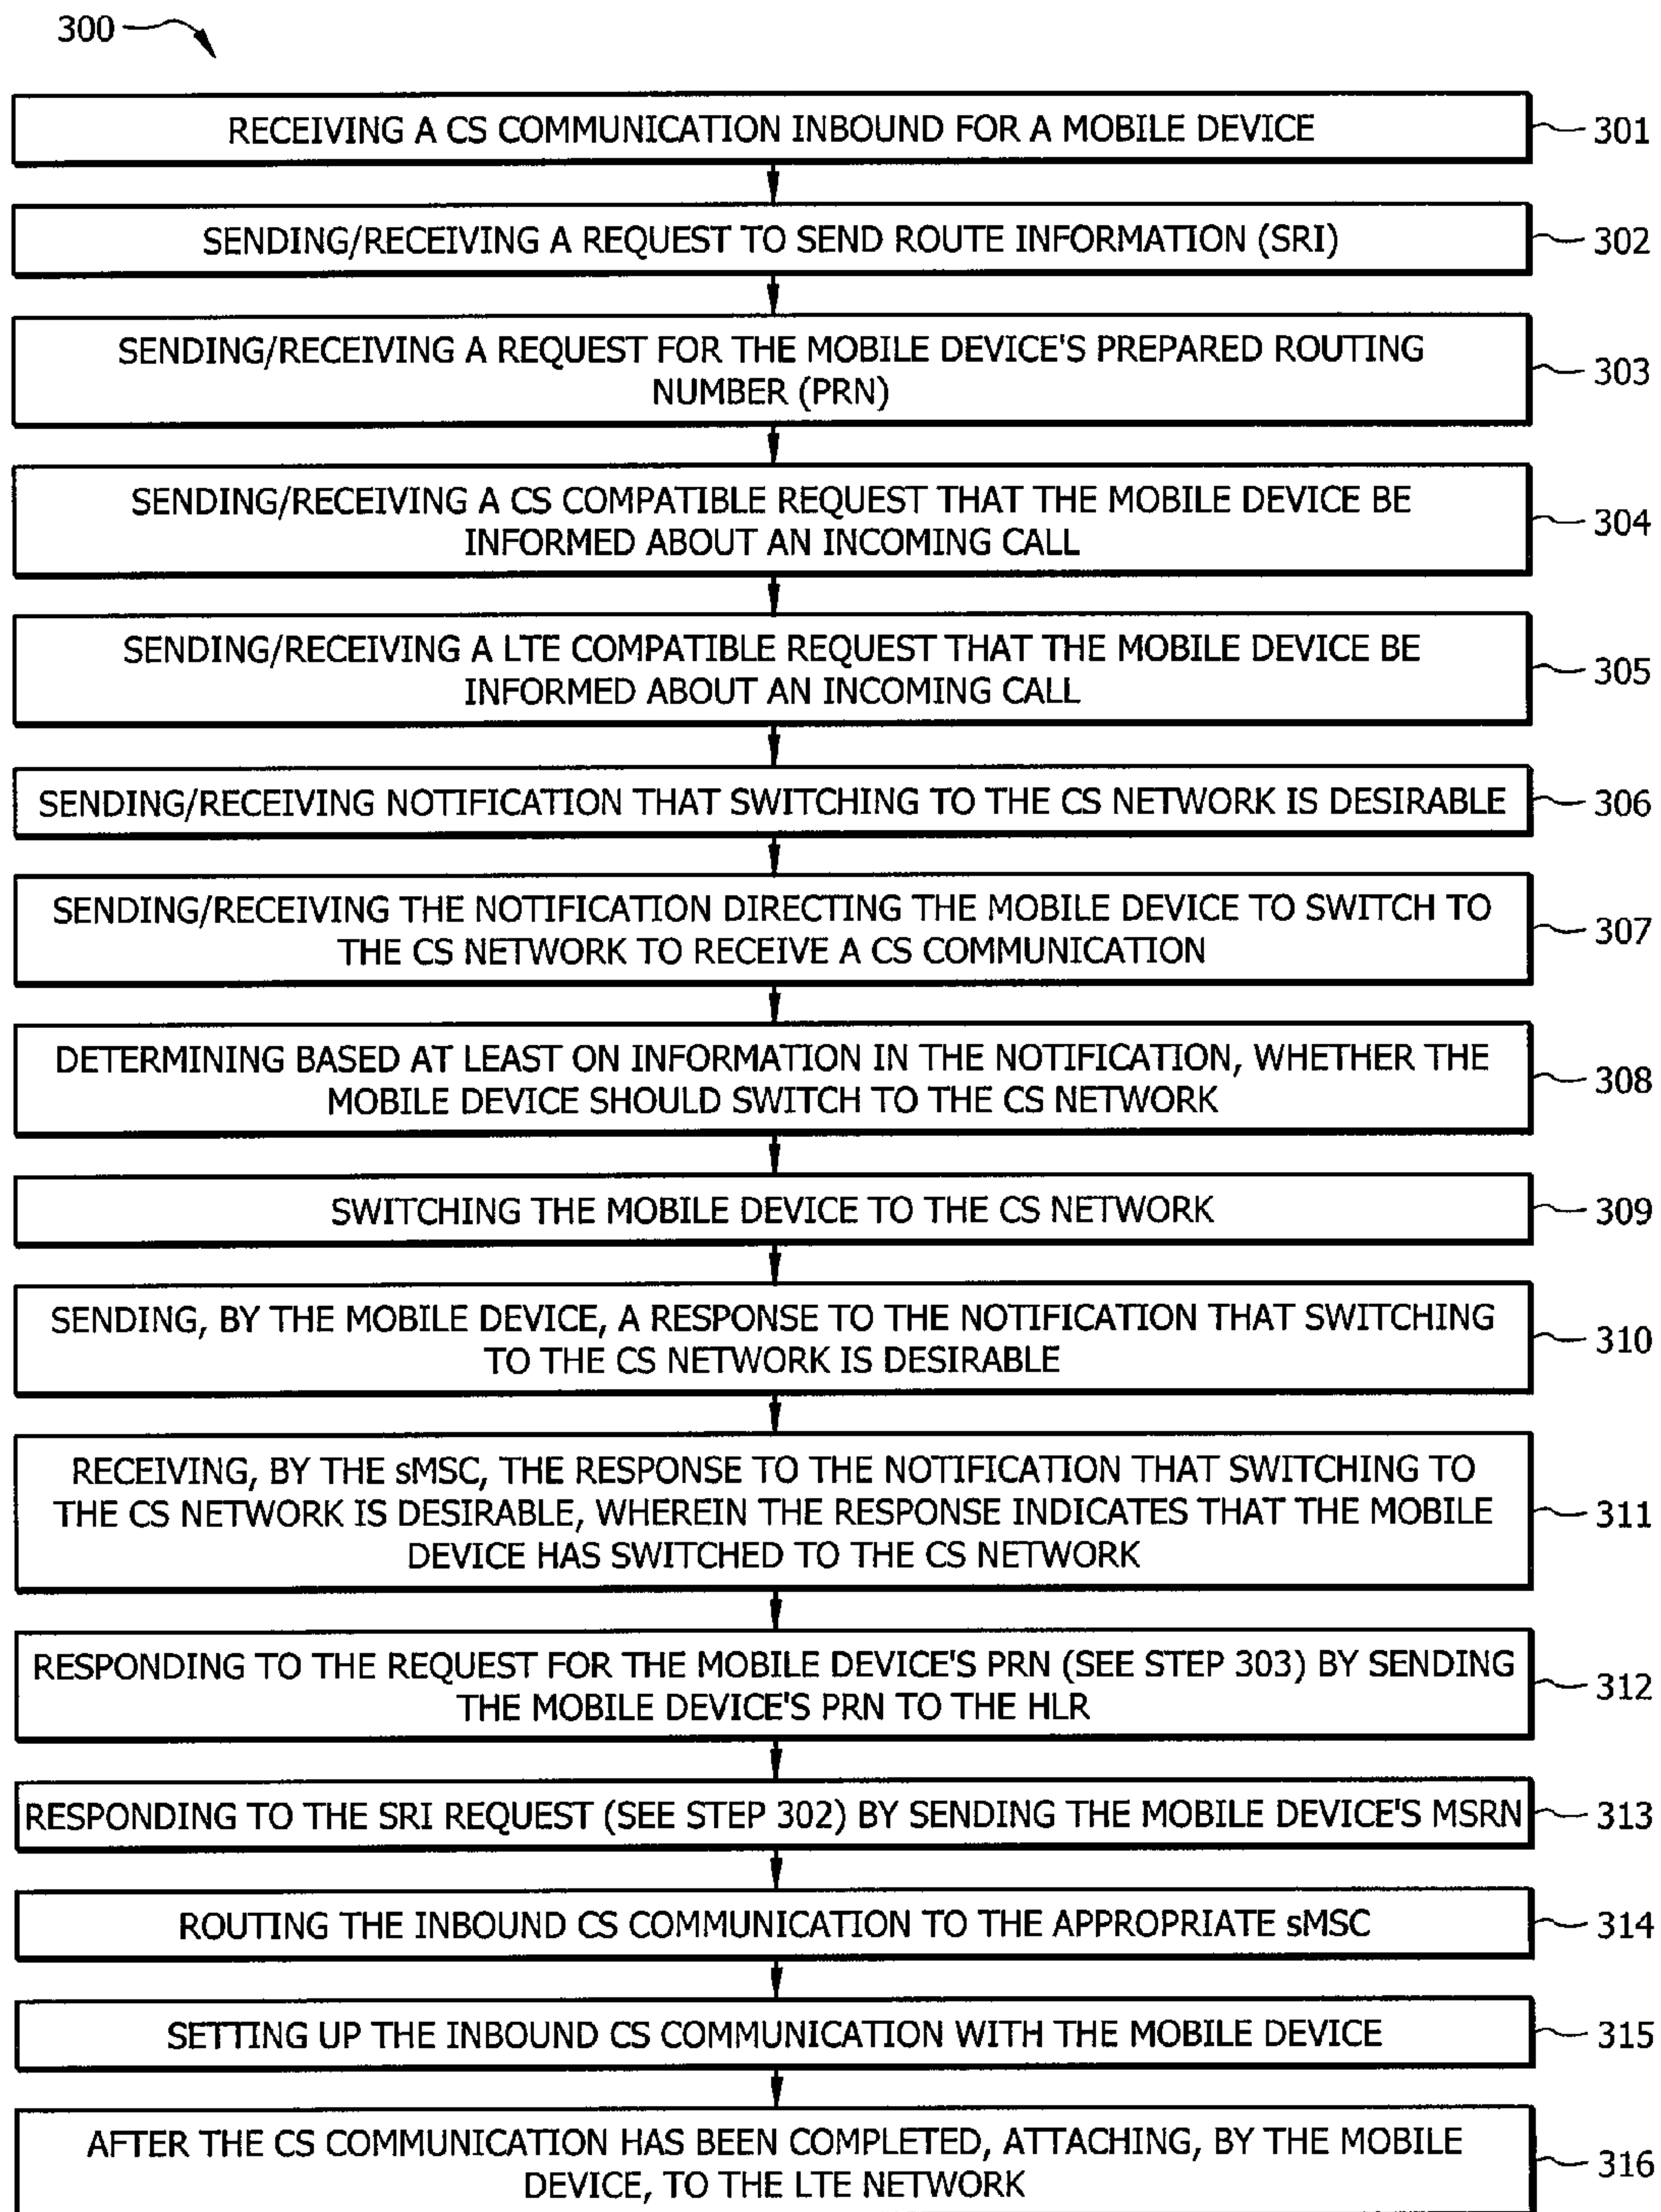 300
RECEIVING A CS COMMUNICATION INBOUND FOR A MOBILE DEVICE
301
SENDING/RECEIVING A REQUEST TO SEND ROUTE INFORMATION (SRI)
302
SENDING/RECEIVING A REQUEST FOR THE MOBILE DEVICE'S PREPARED ROUTING
NUMBER (PRN)
303
SENDING/RECEIVING A CS COMPATIBLE REQUEST THAT THE MOBILE DEVICE BE
INFORMED ABOUT AN INCOMING CALL
304
SENDING/RECEIVING A LTE COMPATIBLE REQUEST THAT THE MOBILE DEVICE BE
INFORMED ABOUT AN INCOMING CALL
305
SENDING/RECEIVING NOTIFICATION THAT SWITCHING TO THE CS NETWORK IS DESIRABLE
306
SENDING/RECEIVING THE NOTIFICATION DIRECTING THE MOBILE DEVICE TO SWITCH TO
THE CS NETWORK TO RECEIVE A CS COMMUNICATION
307
DETERMINING BASED AT LEAST ON INFORMATION IN THE NOTIFICATION, WHETHER THE
MOBILE DEVICE SHOULD SWITCH TO THE CS NETWORK
308
SWITCHING THE MOBILE DEVICE TO THE CS NETWORK
309
SENDING, BY THE MOBILE DEVICE, A RESPONSE TO THE NOTIFICATION THAT SWITCHING
TO THE CS NETWORK IS DESIRABLE
310
RECEIVING, BY THE sMSC, THE RESPONSE TO THE NOTIFICATION THAT SWITCHING TO
THE CS NETWORK IS DESIRABLE, WHEREIN THE RESPONSE INDICATES THAT THE MOBILE
DEVICE HAS SWITCHED TO THE CS NETWORK
311
RESPONDING TO THE REQUEST FOR THE MOBILE DEVICE'S PRN (SEE STEP 303) BY SENDING
THE MOBILE DEVICE'S PRN TO THE HLR
312
RESPONDING TO THE SRI REQUEST (SEE STEP 302) BY SENDING THE MOBILE DEVICE'S MSRN
313
ROUTING THE INBOUND CS COMMUNICATION TO THE APPROPRIATE sMSC
314
SETTING UP THE INBOUND CS COMMUNICATION WITH THE MOBILE DEVICE
315
AFTER THE CS COMMUNICATION HAS BEEN COMPLETED, ATTACHING, BY THE MOBILE
DEVICE, TO THE LTE NETWORK
316